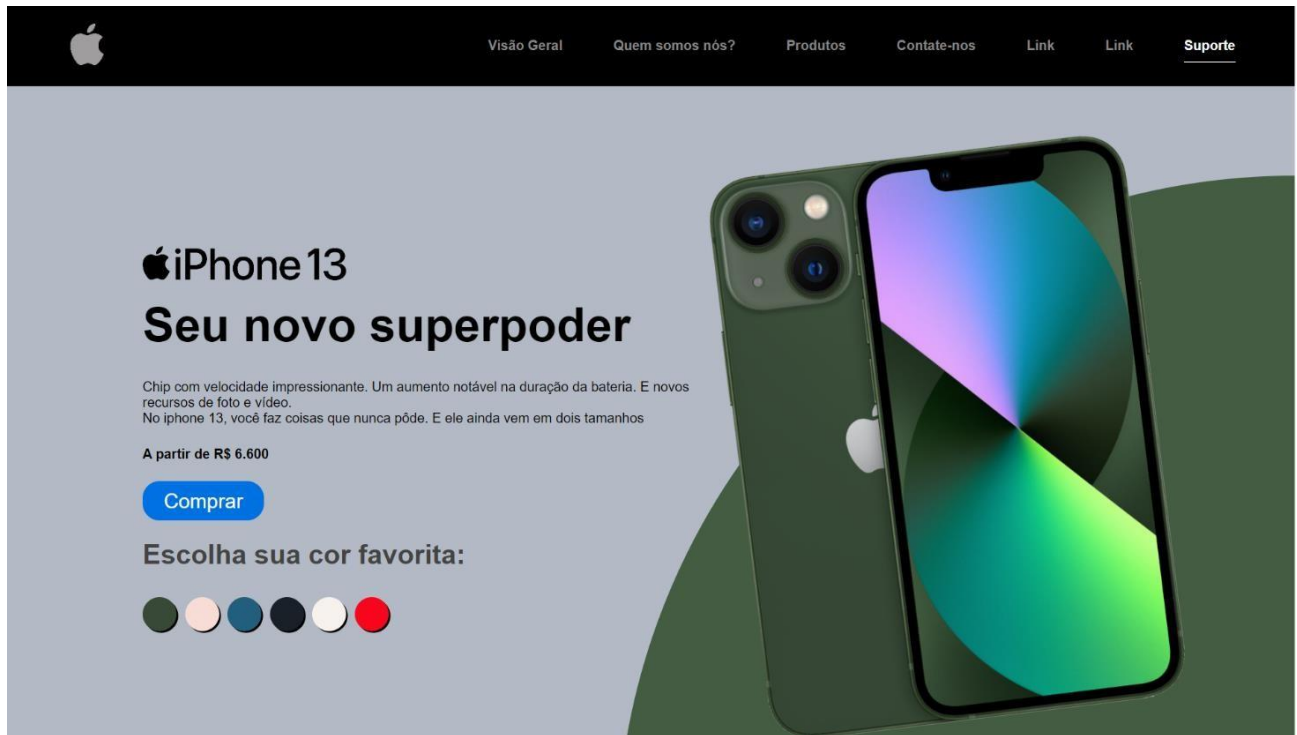 Visão Geral Quem somos nós? Produtos Contate-nos Link Link Suporte
iPhone 13
Seu novo superpoder
Chip com velocidade impressionante. Um aumento notável na duração da bateria. E novos
recursos de foto e vídeo.
No iphone 13, você faz coisas que nunca pôde. E ele ainda vem em dois tamanhos
A partir de R$ 6.600
Comprar
Escolha sua cor favorita: